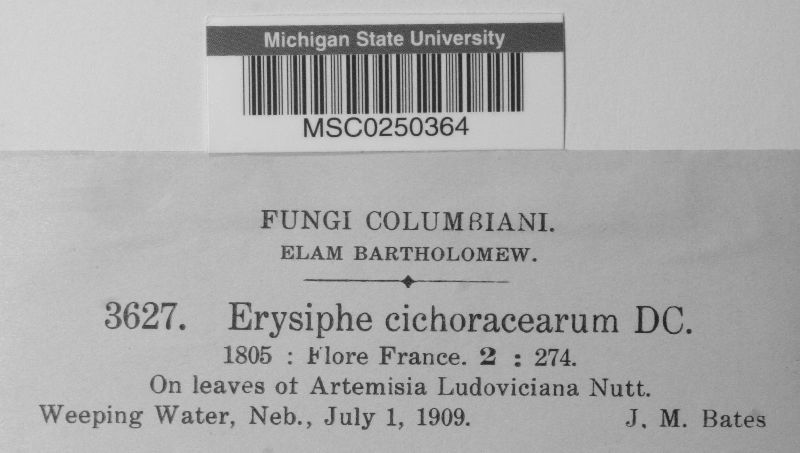 Michigan State University
MSC0250364
FUNGI COLUMBIANI.
ELAM BARTHOLOMEW.
3627. Erysiphe cichoracearum DC.
1805 : Flore France. 2 : 274.
On leaves of Artemisia Ludoviciana Nutt.
Weeping Water, Neb., July 1, 1909. J. M. Bates